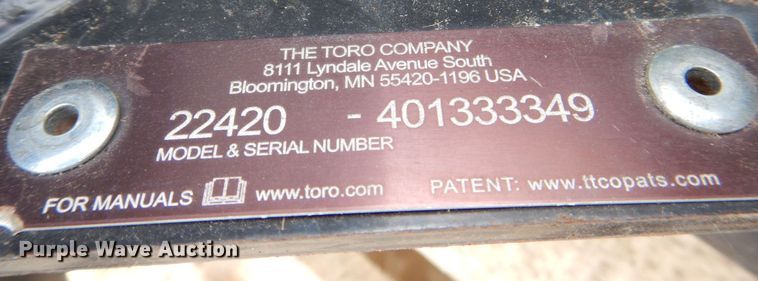 THE TORO COMPANY
8111 Lyndale Avenue South
Bloomington, MN 55420-1196 USA
22420 - 401333349
MODEL & SERIAL NUMBER
FOR MANUALS www.toro.com PATENT: www.ttcopats.com
Purple Wave Auction